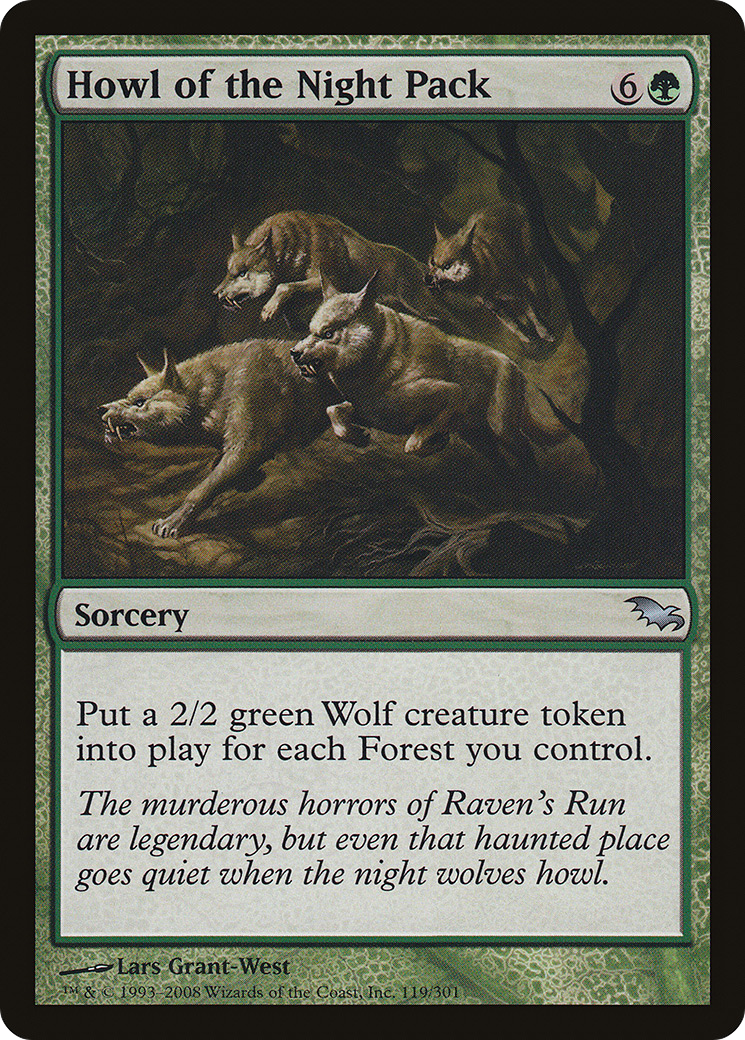 Howl of the Night Pack 6
Sorcery
Put a 2/2 green Wolf creature token
into play for each Forest you control.
The murderous horrors of Raven's Run
are legendary, but even that haunted place
goes quiet when the night wolves howl.
Lars Grant-West
™ & © 1993–2008 Wizards of the Coast, Inc. 119/301